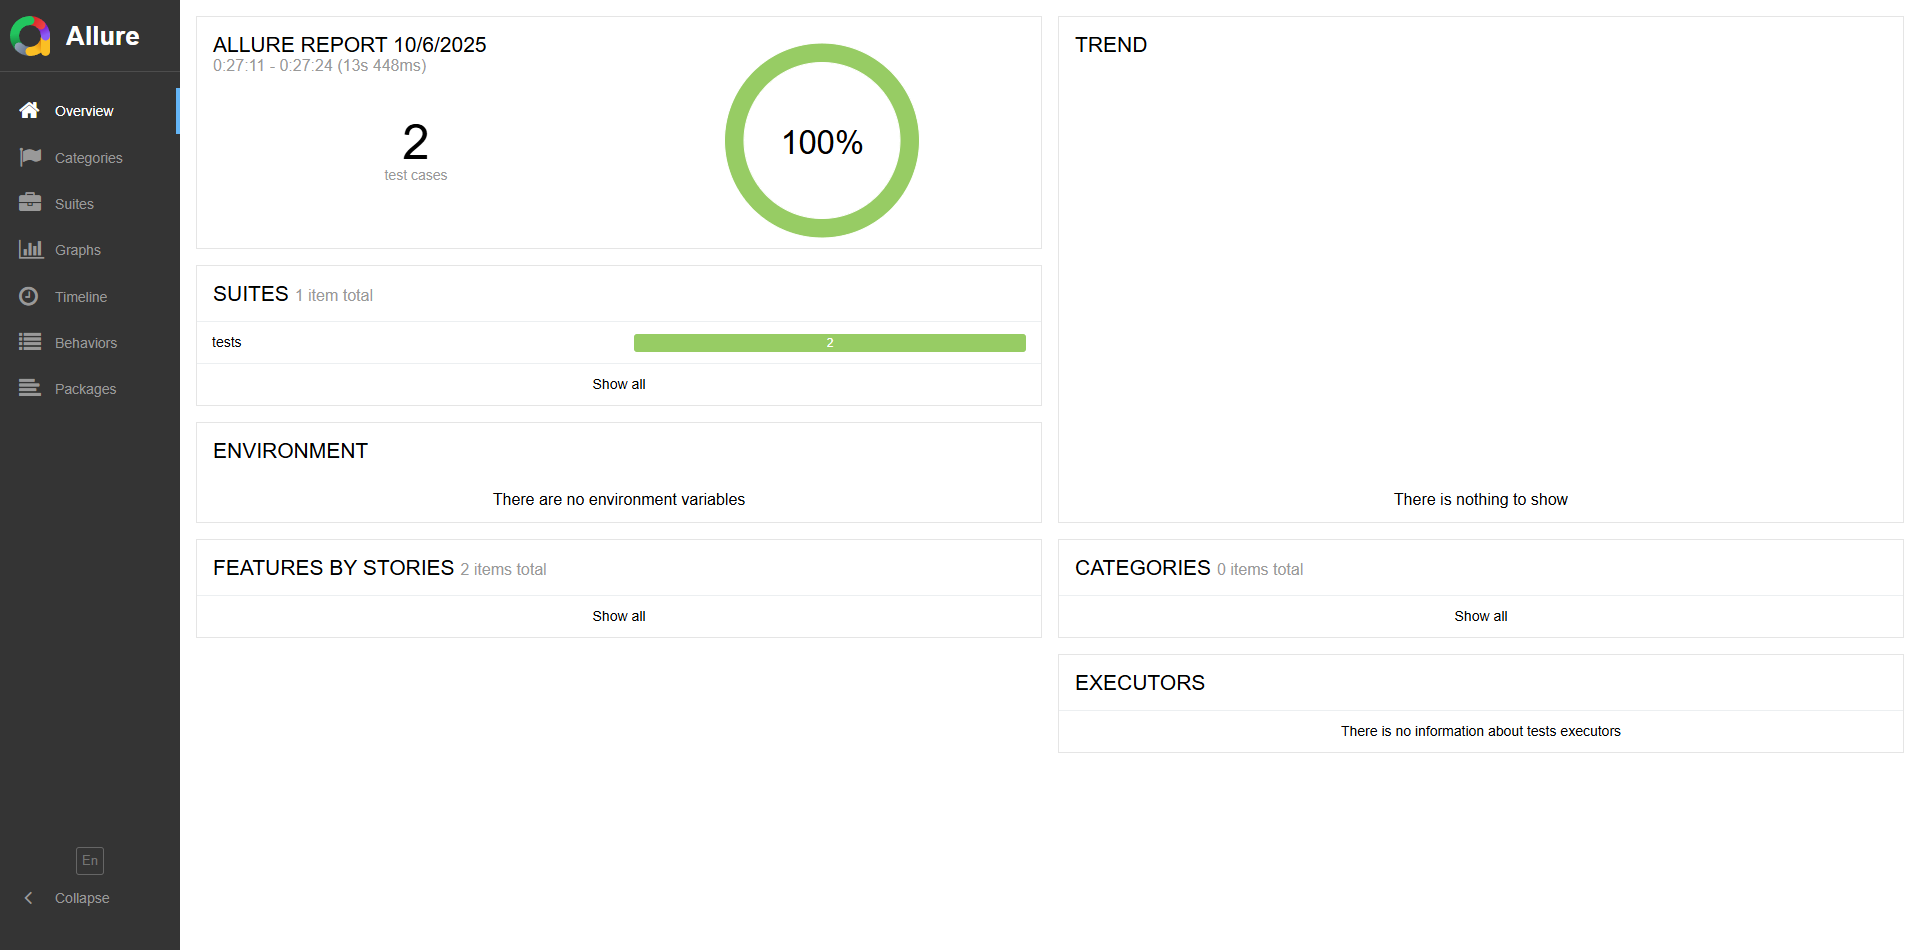 Allure
Overview
Categories
Suites
Graphs
Timeline
Behaviors
Packages
En
Collapse
ALLURE REPORT 10/6/2025
0:27:11 - 0:27:24 (13s 448ms)
2
test cases
100%
SUITES 1 item total
tests 2
Show all
ENVIRONMENT
There are no environment variables
FEATURES BY STORIES 2 items total
Show all
TREND
There is nothing to show
CATEGORIES 0 items total
Show all
EXECUTORS
There is no information about tests executors